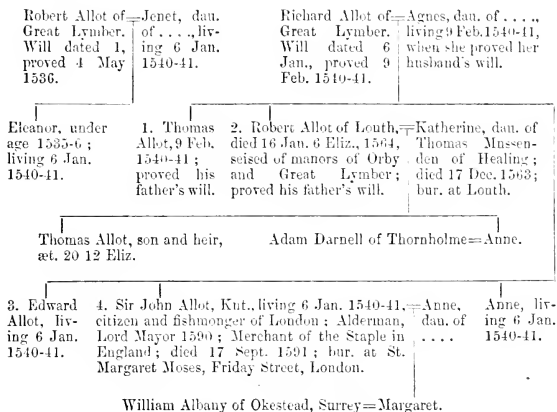 Robert Allot of=Jenet, dau.
Great Lymber. of . . . ., liv-
Will dated 1, ing 6 Jan.
proved 4 May 1540-41.
1536.
Richard Allot of=Agnes, dau. of . . . .,
Great Lymber. living 9 Feb. 1540-41,
Will dated 6 when she proved her
Jan., proved 9 husband's will.
Feb. 1540-41.
Eleanor, under
age 1535-6 ;
living 6 Jan.
1540-41.
1. Thomas
Allot, 9 Feb.
1540-41 ;
proved his
father's will.
2. Robert Allot of Louth,=Katherine, dau. of
died 16 Jan. 6 Eliz., 1564, Thomas Mussen-
seised of manors of Orby den of Healing ;
and Great Lymber ; died 17 Dec. 1563 ;
proved his father's will. bur. at Louth.
Thomas Allot, son and heir,
æt. 20 12 Eliz.
Adam Darnell of Thornholme=Anne.
3. Edward
Allot, liv-
ing 6 Jan.
1540-41.
4. Sir John Allot, Knt., living 6 Jan. 1540-41,=Anne,
citizen and fishmonger of London ; Alderman, dau. of
Lord Mayor 1590 ; Merchant of the Staple in . . . .
England ; died 17 Sept. 1591 ; bur. at St.
Margaret Moses, Friday Street, London.
Anne, liv-
ing 6 Jan.
1540-41.
William Albany of Okestead, Surrey=Margaret.